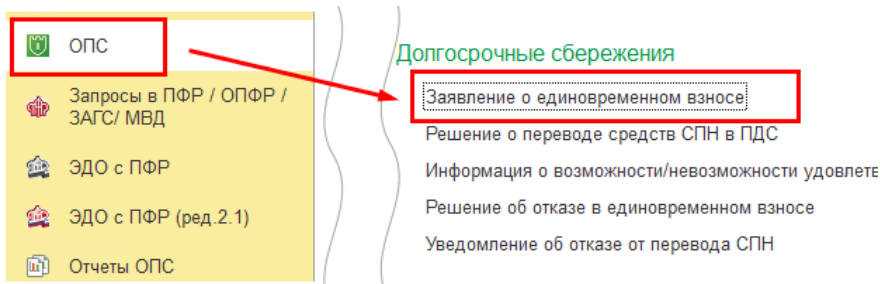 ОПС
Запросы в ПФР / ОПФР /
ЗАГС/ МВД
ЭДО с ПФР
ЭДО с ПФР (ред.2.1)
Отчеты ОПС
Долгосрочные сбережения
Заявление о единовременном взносе
Решение о переводе средств СПН в ПДС
Информация о возможности/невозможности удовлете
Решение об отказе в единовременном взносе
Уведомление об отказе от перевода СПН